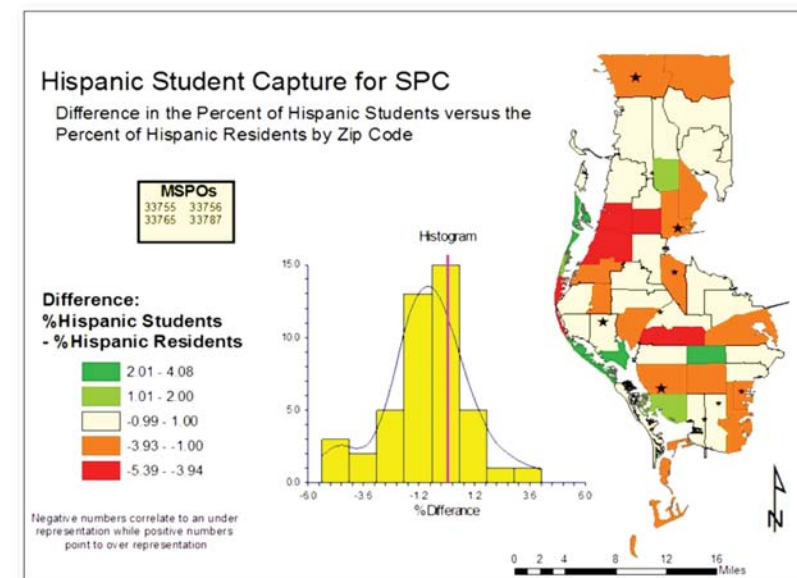 Hispanic Student Capture for SPC
Difference in the Percent of Hispanic Students versus the
Percent of Hispanic Residents by Zip Code
MSPOs
33755 33756
33765 33787
Histogram
15.0
10.0
5.0
0.0
-6.0 -3.6 -1.2 1.2 3.6 6.0
% Difference
Difference:
%Hispanic Students
- %Hispanic Residents
2.01 - 4.08
1.01 - 2.00
-0.99 - 1.00
-3.93 - -1.00
-5.39 - -3.94
Negative numbers correlate to an under
representation while positive numbers
point to over representation
N
0 2 4 8 12 16
Miles